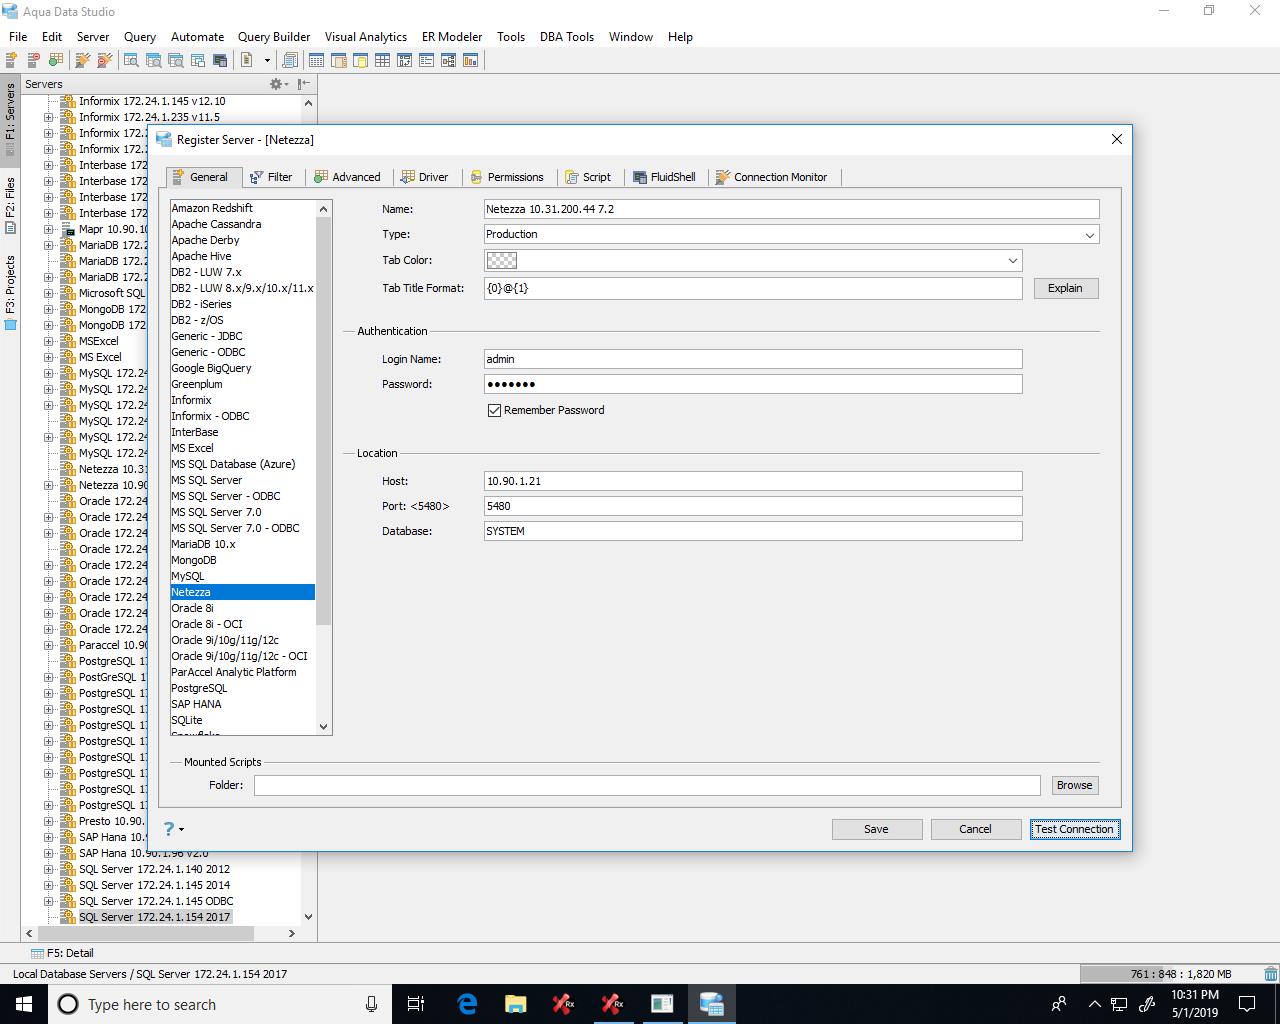 Aqua Data Studio
File Edit Server Query Automate Query Builder Visual Analytics ER Modeler Tools DBA Tools Window Help
F1: Servers
F2: Files
F3: Projects
Servers
Informix 172.24.1.145 v12.10
Informix 172.24.1.235 v11.5
Informix 172.2
Informix 172.2
Interbase 172
Interbase 172
Interbase 172
Interbase 172
Mapr 10.90.10
MariaDB 172.2
MariaDB 172.2
MariaDB 172.2
Microsoft SQL
MongoDB 172
MongoDB 172
MSExcel
MS Excel
MySQL 172.24
MySQL 172.24
MySQL 172.24
MySQL 172.24
MySQL 172.24
MySQL 172.24
Netezza 10.31
Netezza 10.90
Oracle 172.24
Oracle 172.24
Oracle 172.24
Oracle 172.24
Oracle 172.24
Oracle 172.24
Oracle 172.24
Oracle 172.24
Oracle 172.24
Paraccel 10.90
PostgreSQL 17
PostGreSQL 17
PostgreSQL 17
PostgreSQL 17
PostgreSQL 17
PostgreSQL 17
PostgreSQL 17
PostgreSQL 17
PostgreSQL 17
PostgreSQL 17
Presto 10.90.
SAP Hana 10.9
SAP Hana 10.90.1.96 v2.0
SQL Server 172.24.1.140 2012
SQL Server 172.24.1.145 2014
SQL Server 172.24.1.145 ODBC
SQL Server 172.24.1.154 2017
Register Server - [Netezza]
General Filter Advanced Driver Permissions Script FluidShell Connection Monitor
Amazon Redshift
Apache Cassandra
Apache Derby
Apache Hive
DB2 - LUW 7.x
DB2 - LUW 8.x/9.x/10.x/11.x
DB2 - iSeries
DB2 - z/OS
Generic - JDBC
Generic - ODBC
Google BigQuery
Greenplum
Informix
Informix - ODBC
InterBase
MS Excel
MS SQL Database (Azure)
MS SQL Server
MS SQL Server - ODBC
MS SQL Server 7.0
MS SQL Server 7.0 - ODBC
MariaDB 10.x
MongoDB
MySQL
Netezza
Oracle 8i
Oracle 8i - OCI
Oracle 9i/10g/11g/12c
Oracle 9i/10g/11g/12c - OCI
ParAccel Analytic Platform
PostgreSQL
SAP HANA
SQLite
Snowflake
Name: Netezza 10.31.200.44 7.2
Type: Production
Tab Color:
Tab Title Format: {0}@{1} Explain
Authentication
Login Name: admin
Password: •••••••
Remember Password
Location
Host: 10.90.1.21
Port: <5480> 5480
Database: SYSTEM
Mounted Scripts
Folder: Browse
? Save Cancel Test Connection
F5: Detail
Local Database Servers / SQL Server 172.24.1.154 2017
761 : 848 : 1,820 MB
Type here to search
10:31 PM
5/1/2019